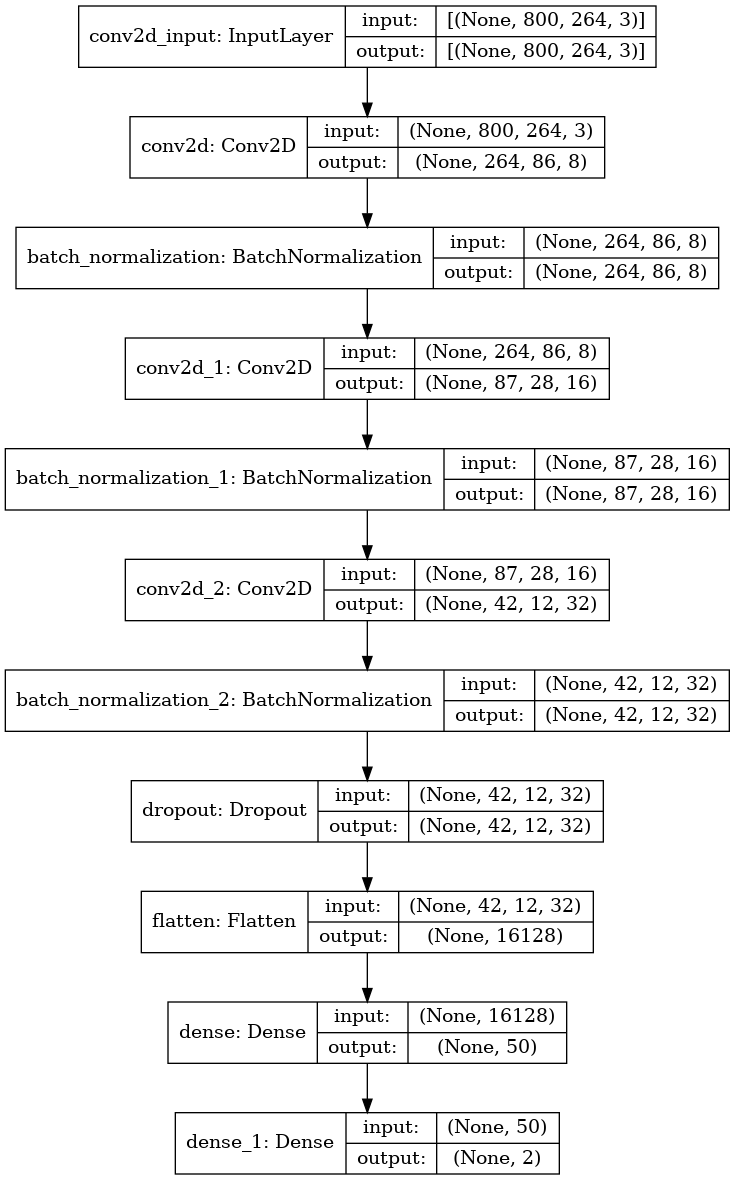 conv2d_input: InputLayer
input:
[(None, 800, 264, 3)]
output:
[(None, 800, 264, 3)]
conv2d: Conv2D
input:
(None, 800, 264, 3)
output:
(None, 264, 86, 8)
batch_normalization: BatchNormalization
input:
(None, 264, 86, 8)
output:
(None, 264, 86, 8)
conv2d_1: Conv2D
input:
(None, 264, 86, 8)
output:
(None, 87, 28, 16)
batch_normalization_1: BatchNormalization
input:
(None, 87, 28, 16)
output:
(None, 87, 28, 16)
conv2d_2: Conv2D
input:
(None, 87, 28, 16)
output:
(None, 42, 12, 32)
batch_normalization_2: BatchNormalization
input:
(None, 42, 12, 32)
output:
(None, 42, 12, 32)
dropout: Dropout
input:
(None, 42, 12, 32)
output:
(None, 42, 12, 32)
flatten: Flatten
input:
(None, 42, 12, 32)
output:
(None, 16128)
dense: Dense
input:
(None, 16128)
output:
(None, 50)
dense_1: Dense
input:
(None, 50)
output:
(None, 2)